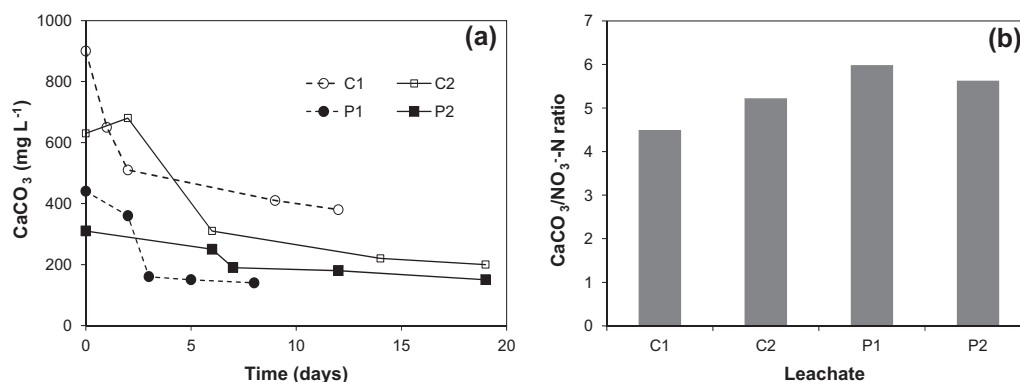 (a)
CaCO3 (mg L-1)
1000
800
600
400
200
0
C1
C2
P1
P2
0
5
10
15
20
Time (days)
(b)
CaCO3/NO3--N ratio
7
6
5
4
3
2
1
0
C1
C2
P1
P2
Leachate